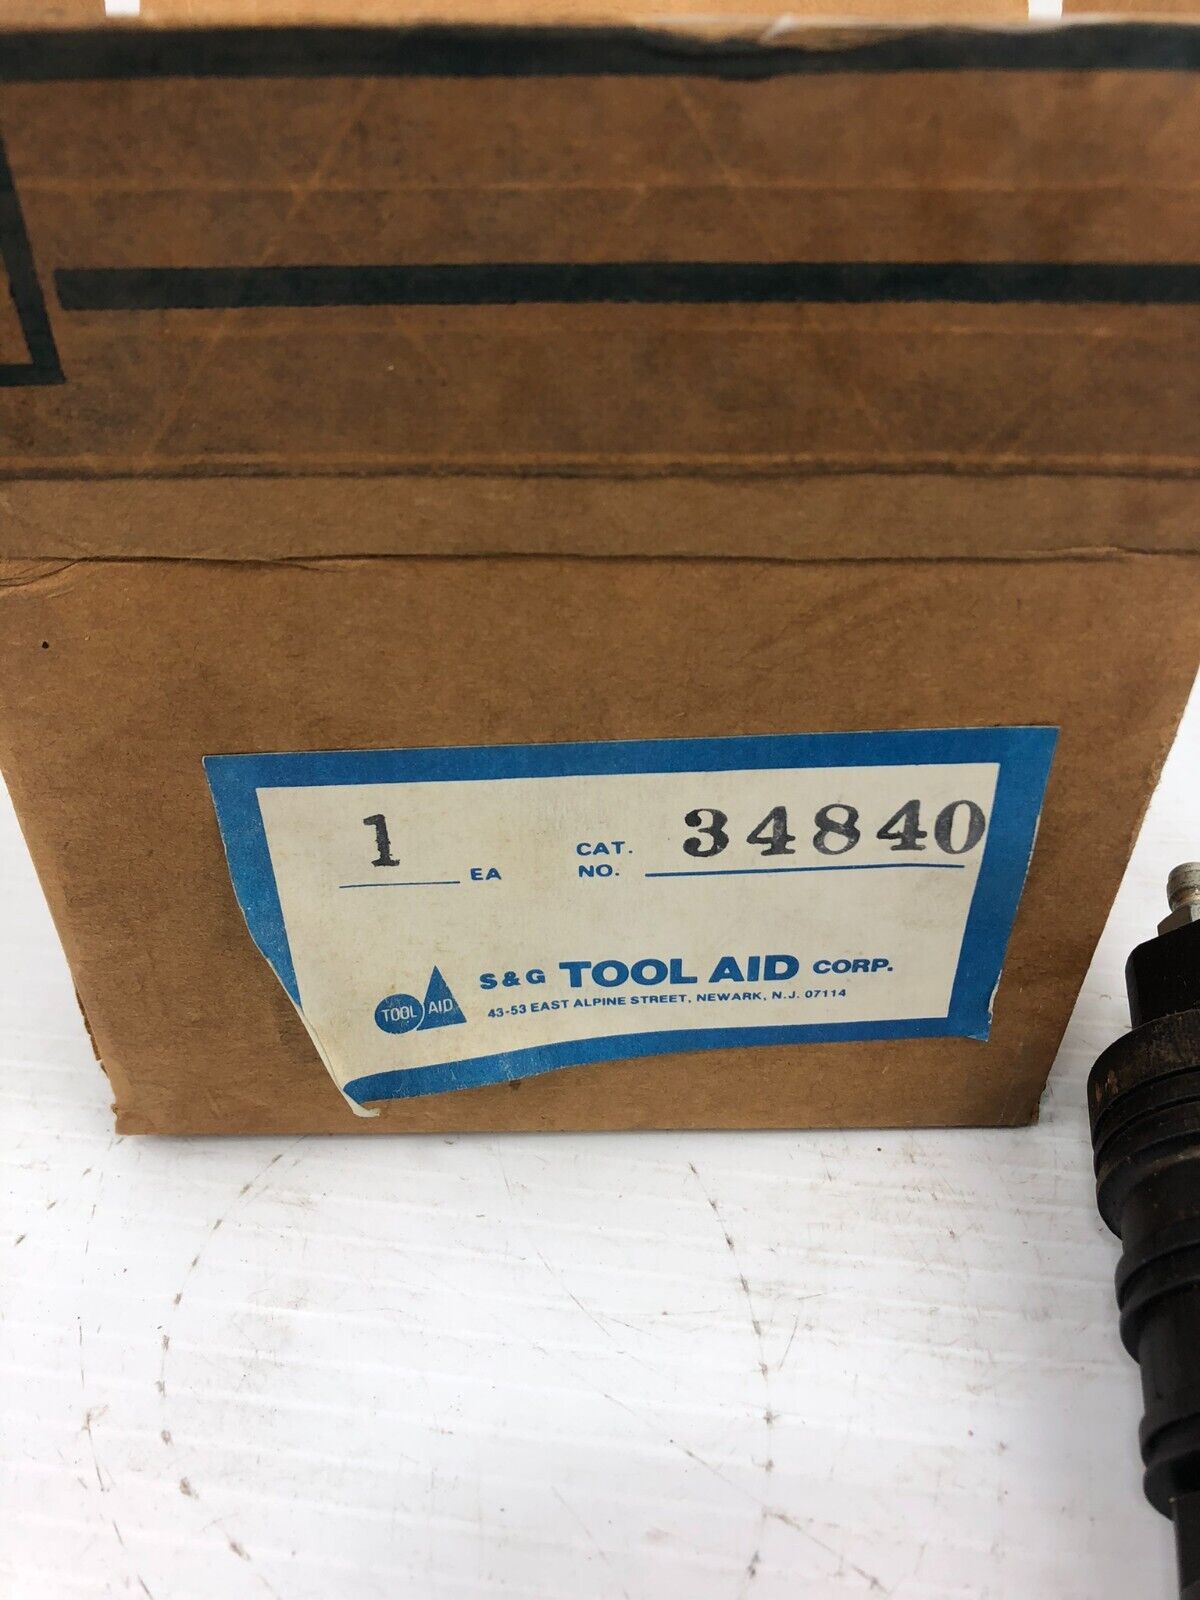 1 EA CAT. NO. 34840
TOOL AID
S&G TOOL AID CORP.
43-53 EAST ALPINE STREET, NEWARK, N.J. 07114